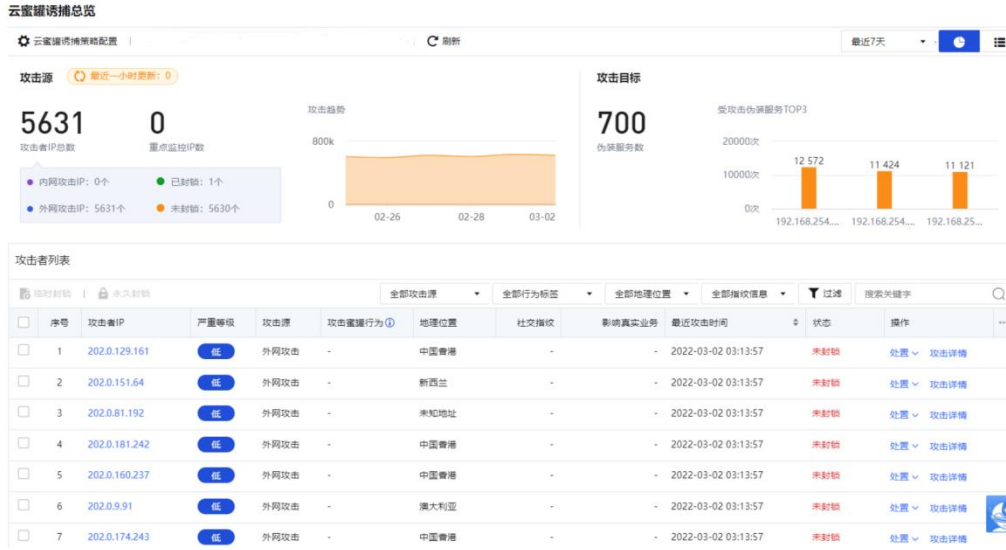 云蜜罐诱捕总览
云蜜罐诱捕策略配置 刷新 最近7天
攻击源 最近一小时更新：0 攻击目标
5631 0 攻击趋势 700 受攻击伪装服务TOP3
攻击者IP总数 重点监控IP数 伪装服务数
800k 20000次
12 572 11 424 11 121
内网攻击IP：0个 已封锁：1个 10000次
外网攻击IP：5631个 未封锁：5630个 0 0次
02-26 02-28 03-02 192.168.254.... 192.168.254.... 192.168.25...
攻击者列表
临时封锁 永久封锁 全部攻击源 全部行为标签 全部地理位置 全部指纹信息 过滤 搜索关键字
序号 攻击者IP 严重等级 攻击源 攻击蜜罐行为 地理位置 社交指纹 影响真实业务 最近攻击时间 状态 操作
1 202.0.129.161 低 外网攻击 - 中国香港 - - 2022-03-02 03:13:57 未封锁 处置 攻击详情
2 202.0.151.64 低 外网攻击 - 新西兰 - - 2022-03-02 03:13:57 未封锁 处置 攻击详情
3 202.0.81.192 低 外网攻击 - 未知地址 - - 2022-03-02 03:13:57 未封锁 处置 攻击详情
4 202.0.181.242 低 外网攻击 - 中国香港 - - 2022-03-02 03:13:57 未封锁 处置 攻击详情
5 202.0.160.237 低 外网攻击 - 中国香港 - - 2022-03-02 03:13:57 未封锁 处置 攻击详情
6 202.0.9.91 低 外网攻击 - 澳大利亚 - - 2022-03-02 03:13:57 未封锁 处置 攻击详情
7 202.0.174.243 低 外网攻击 - 中国香港 - - 2022-03-02 03:13:57 未封锁 处置 攻击详情